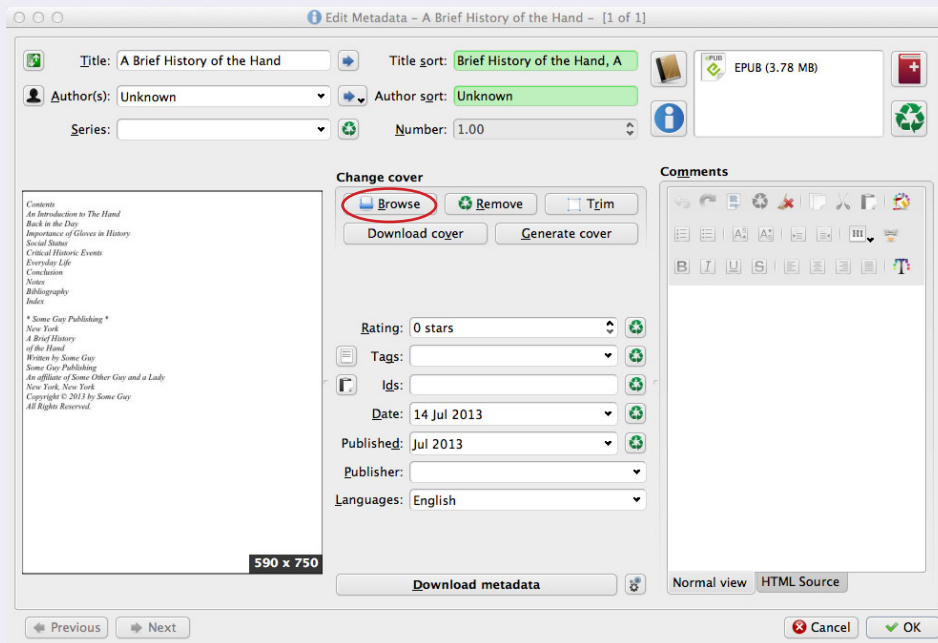 Edit Metadata – A Brief History of the Hand – [1 of 1]
Title: A Brief History of the Hand
Title sort: Brief History of the Hand, A
Author(s): Unknown
Author sort: Unknown
Series:
Number: 1.00
EPUB
EPUB (3.78 MB)
Contents
An Introduction to The Hand
Back in the Day
Importance of Gloves in History
Social Status
Critical Historic Events
Everyday Life
Conclusion
Notes
Bibliography
Index
* Some Guy Publishing *
New York
A Brief History
of the Hand
Written by Some Guy
Some Guy Publishing
An affiliate of Some Other Guy and a Lady
New York, New York
Copyright © 2013 by Some Guy
All Rights Reserved.
590 x 750
Change cover
Browse
Remove
Trim
Download cover
Generate cover
Rating: 0 stars
Tags:
Ids:
Date: 14 Jul 2013
Published: Jul 2013
Publisher:
Languages: English
Download metadata
Comments
H1
B I U S
T
Normal view
HTML Source
Previous
Next
Cancel
OK